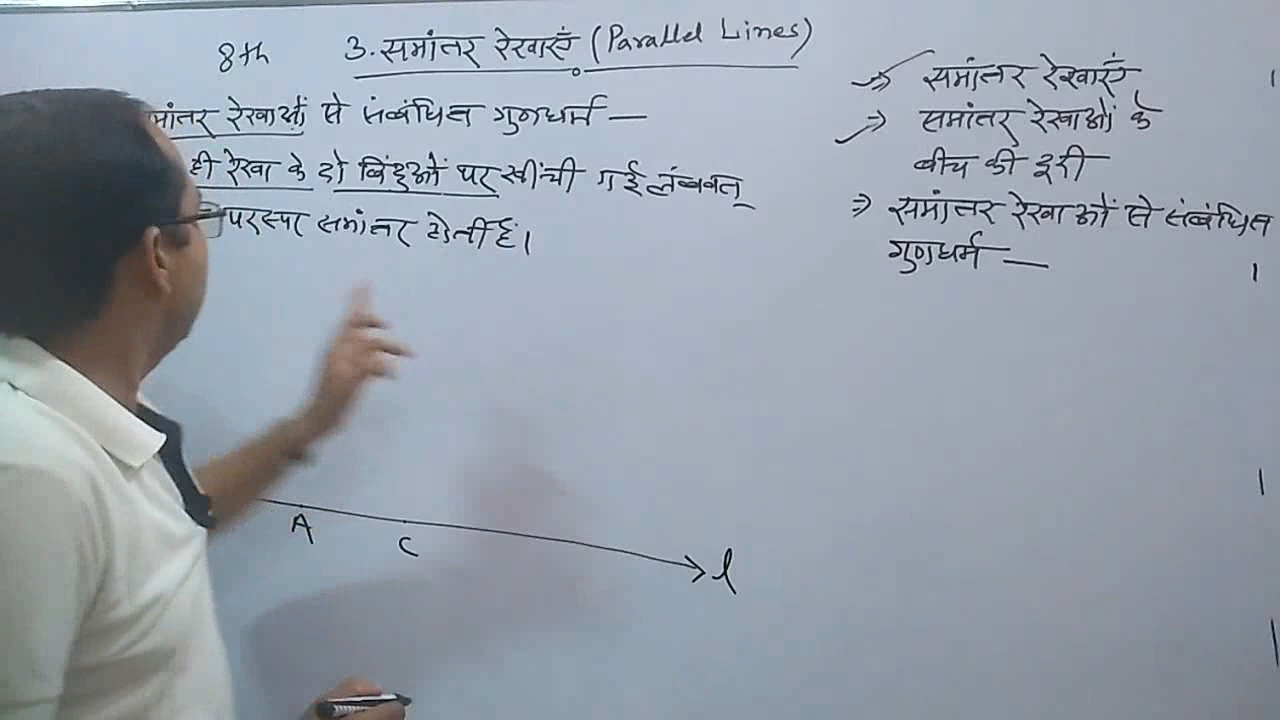 8th 3. समांतर रेखाएँ (Parallel Lines)
मांतर रेखाओं से संबंधित गुणधर्म —
ही रेखा के दो बिंदुओं पर खींची गई लंबवत्
परस्पर समांतर होती हैं।
A
C
l
⇒ समांतर रेखाएँ
⇒ समांतर रेखाओं के
बीच की दूरी
⇒ समांतर रेखाओं से संबंधित
गुणधर्म —